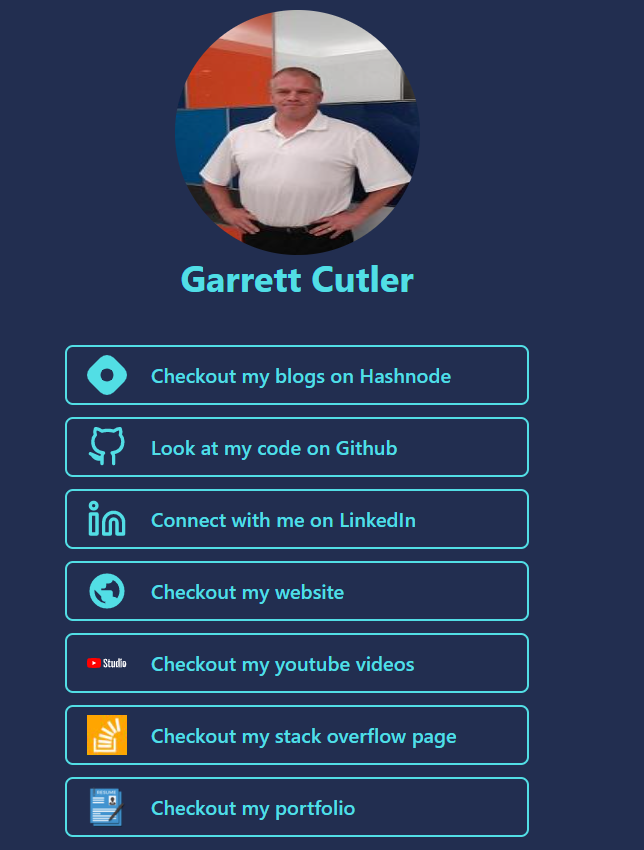 Garrett Cutler
Checkout my blogs on Hashnode
Look at my code on Github
Connect with me on LinkedIn
Checkout my website
Studio
Checkout my youtube videos
Checkout my stack overflow page
RESUME
Checkout my portfolio